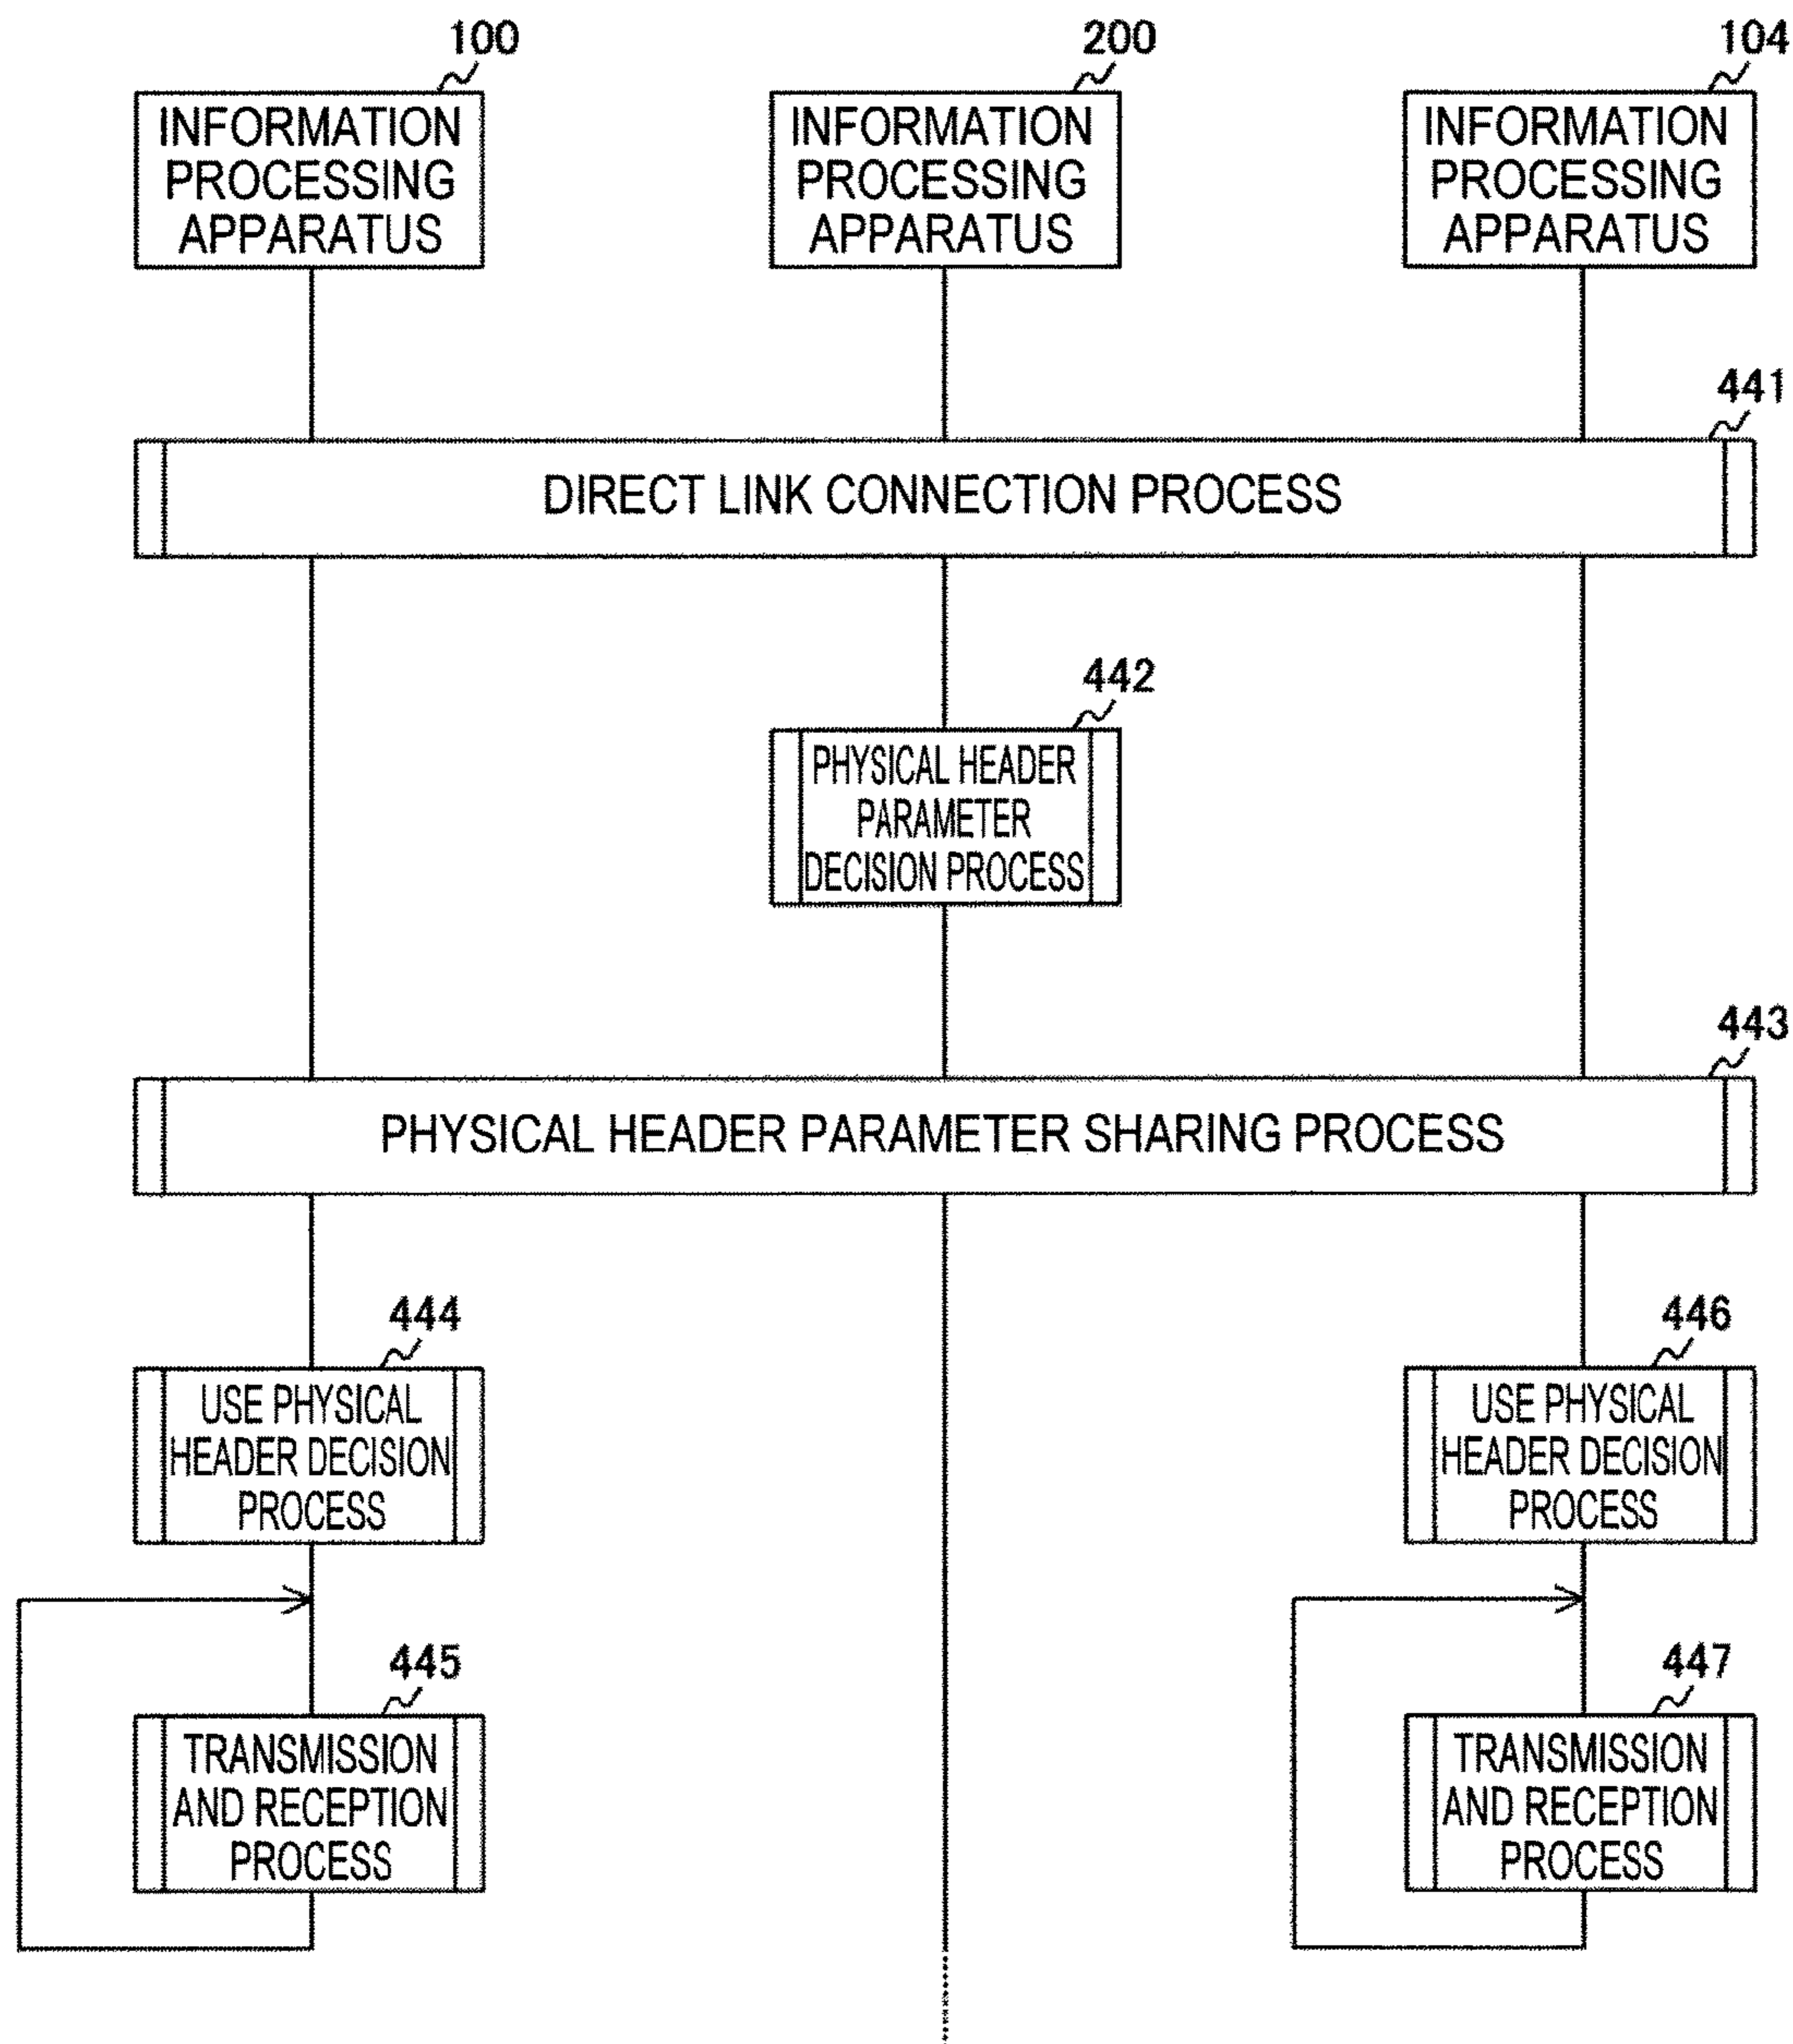 100
200
104
INFORMATION
PROCESSING
APPARATUS
INFORMATION
PROCESSING
APPARATUS
INFORMATION
PROCESSING
APPARATUS
441
DIRECT LINK CONNECTION PROCESS
442
PHYSICAL HEADER
PARAMETER
DECISION PROCESS
443
PHYSICAL HEADER PARAMETER SHARING PROCESS
444
USE PHYSICAL
HEADER DECISION
PROCESS
446
USE PHYSICAL
HEADER DECISION
PROCESS
445
TRANSMISSION
AND RECEPTION
PROCESS
447
TRANSMISSION
AND RECEPTION
PROCESS